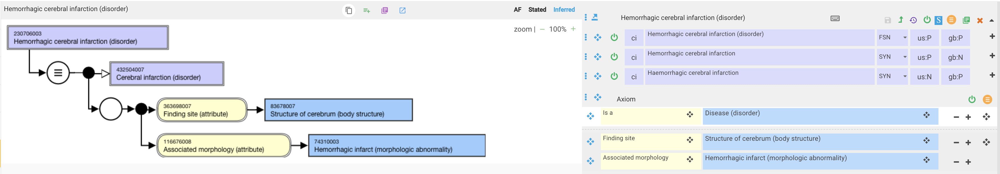 Hemorrhagic cerebral infarction (disorder)
AF Stated Inferred
zoom | − 100% +
230706003
Hemorrhagic cerebral infarction (disorder)
432504007
Cerebral infarction (disorder)
363698007
Finding site (attribute)
83678007
Structure of cerebrum (body structure)
116676008
Associated morphology (attribute)
74310003
Hemorrhagic infarct (morphologic abnormality)
Hemorrhagic cerebral infarction (disorder)
S
ci Hemorrhagic cerebral infarction (disorder) FSN us:P gb:P
ci Hemorrhagic cerebral infarction SYN us:P gb:N
ci Haemorrhagic cerebral infarction SYN us:N gb:P
Axiom
Is a Disease (disorder)
Finding site Structure of cerebrum (body structure)
Associated morphology Hemorrhagic infarct (morphologic abnormality)